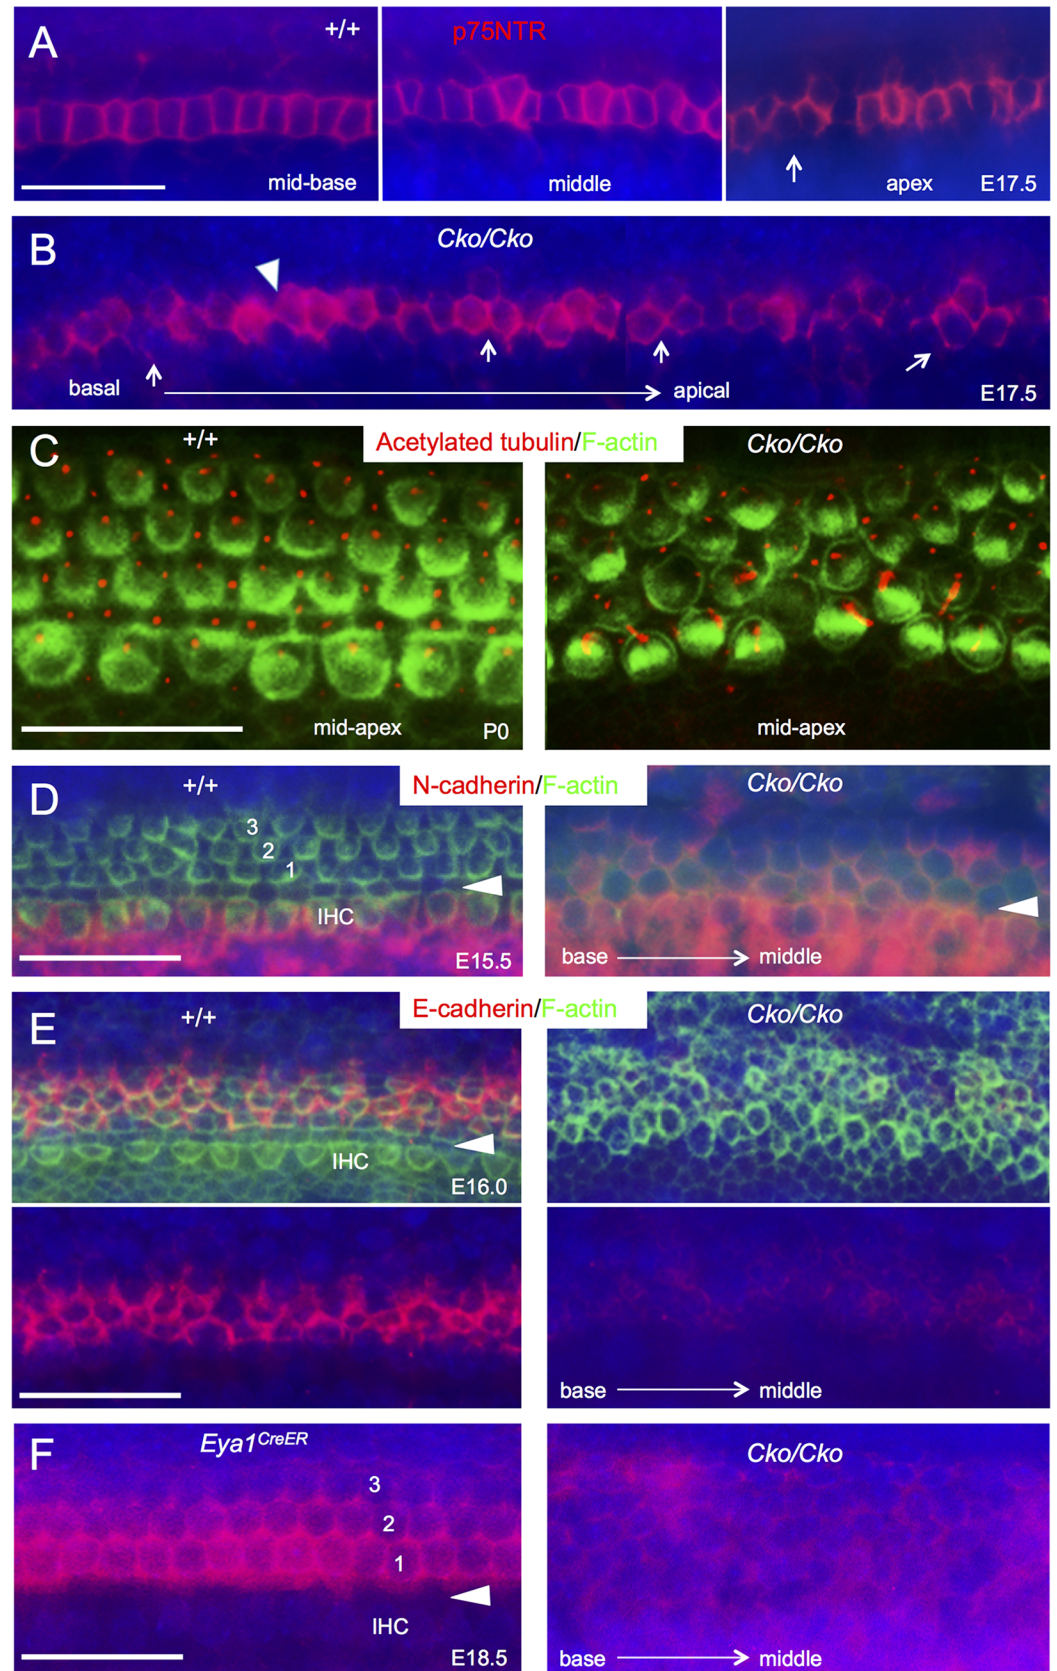 A
+/+
p75NTR
mid-base
middle
apex
E17.5
B
Cko/Cko
basal
apical
E17.5
C
+/+
Acetylated tubulin/F-actin
Cko/Cko
mid-apex
P0
mid-apex
D
+/+
N-cadherin/F-actin
Cko/Cko
3
2
1
IHC
E15.5
base
middle
E
+/+
E-cadherin/F-actin
Cko/Cko
IHC
E16.0
base
middle
F
Eya1CreER
Cko/Cko
3
2
1
IHC
E18.5
base
middle